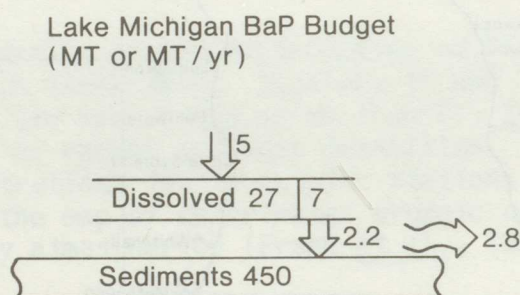 Lake Michigan BaP Budget
(MT or MT / yr)
5
Dissolved 27 7
2.2 2.8
Sediments 450